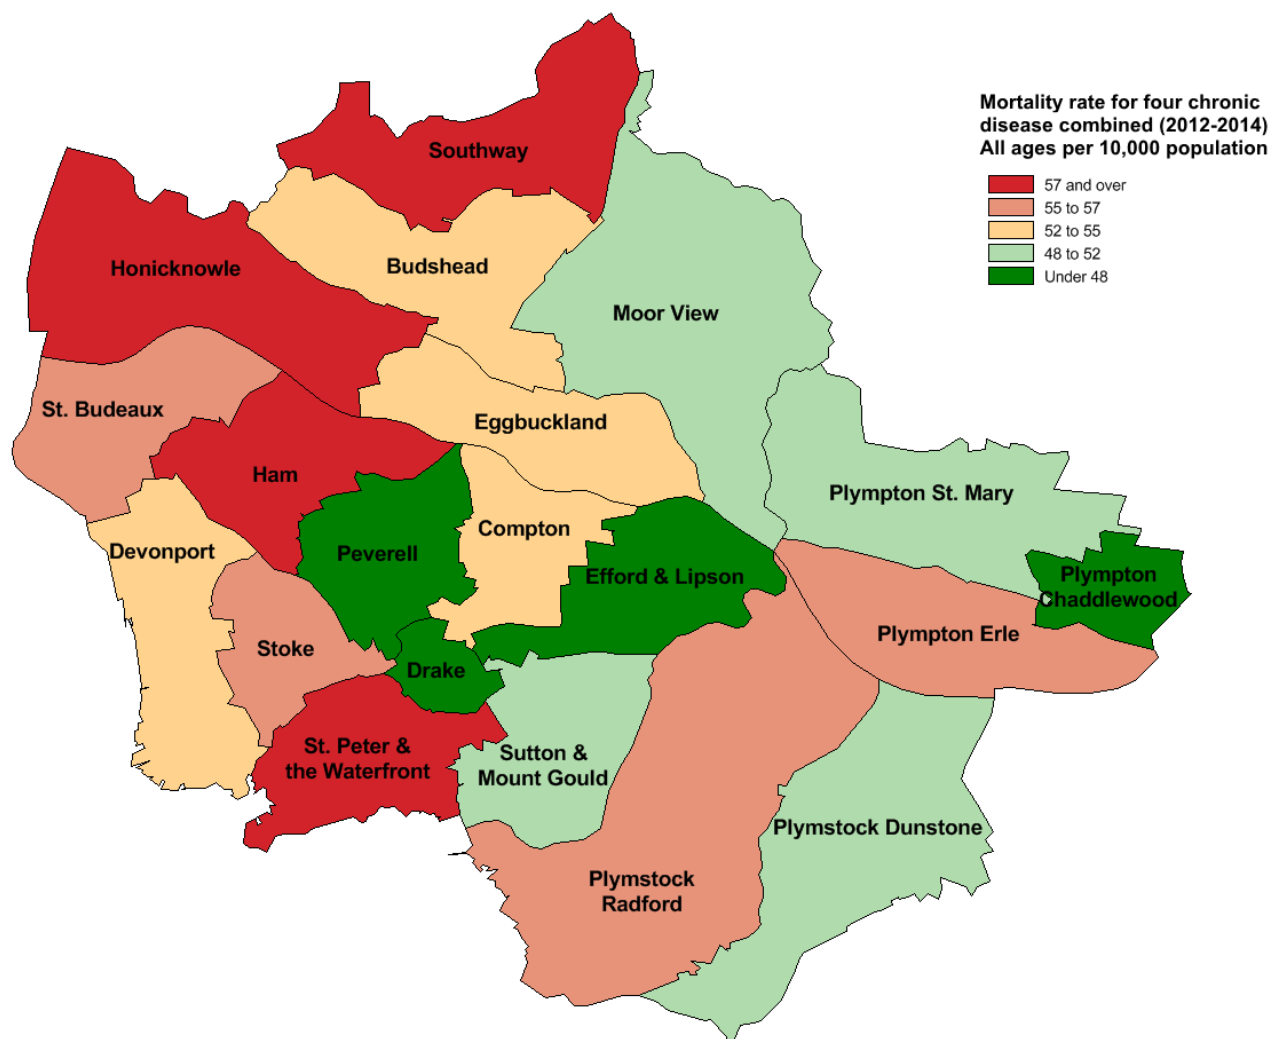 Mortality rate for four chronic
disease combined (2012-2014)
All ages per 10,000 population
57 and over
55 to 57
52 to 55
48 to 52
Under 48
Southway
Honicknowle
Budshead
Moor View
St. Budeaux
Eggbuckland
Ham
Plympton St. Mary
Compton
Devonport
Peverell
Efford & Lipson
Plympton
Chaddlewood
Plympton Erle
Stoke
Drake
St. Peter &
the Waterfront
Sutton &
Mount Gould
Plymstock Dunstone
Plymstock
Radford